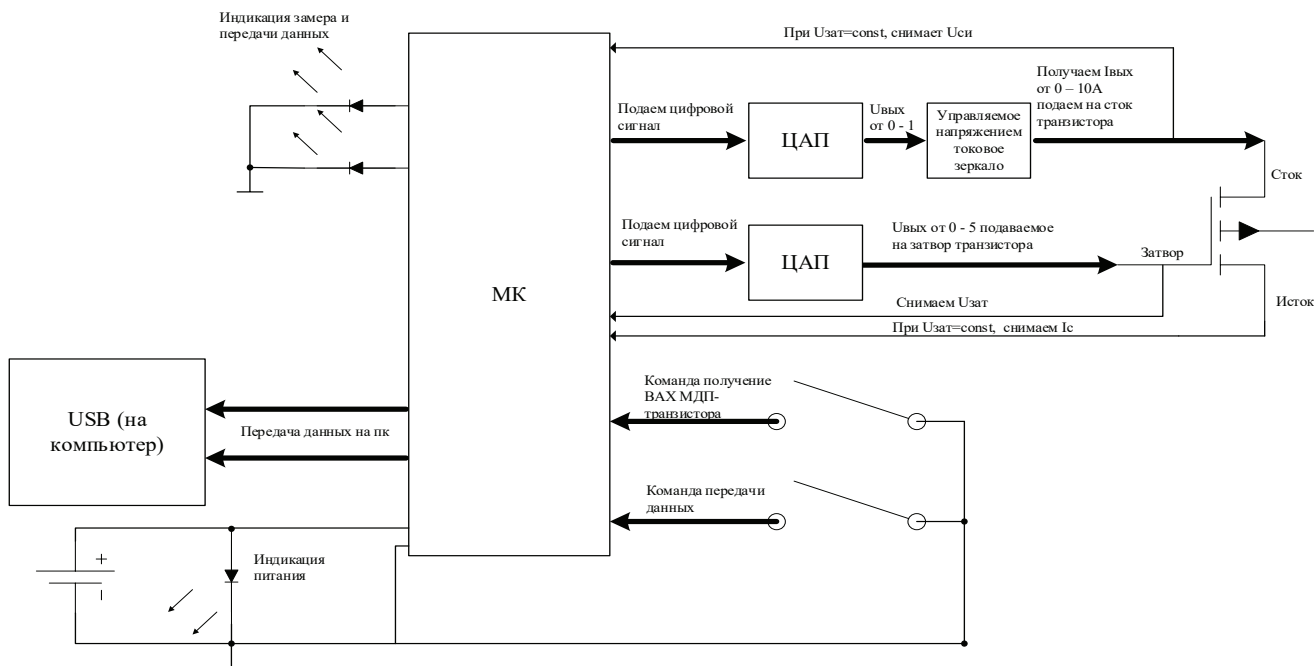 Индикация замера и
передачи данных
При Uзат=const, снимает Uси
Подаем цифровой
сигнал
ЦАП
Uвых
от 0 - 1
Управляемое
напряжением
токовое
зеркало
Получаем Iвых
от 0 – 10А
подаем на сток
транзистора
Сток
Подаем цифровой
сигнал
ЦАП
Uвых от 0 - 5 подаваемое
на затвор транзистора
Затвор
МК
Снимаем Uзат
Исток
При Uзат=const, снимаем Iс
USB (на
компьютер)
Передача данных на пк
Команда получение
ВАХ МДП-
транзистора
Команда передачи
данных
+
–
Индикация
питания